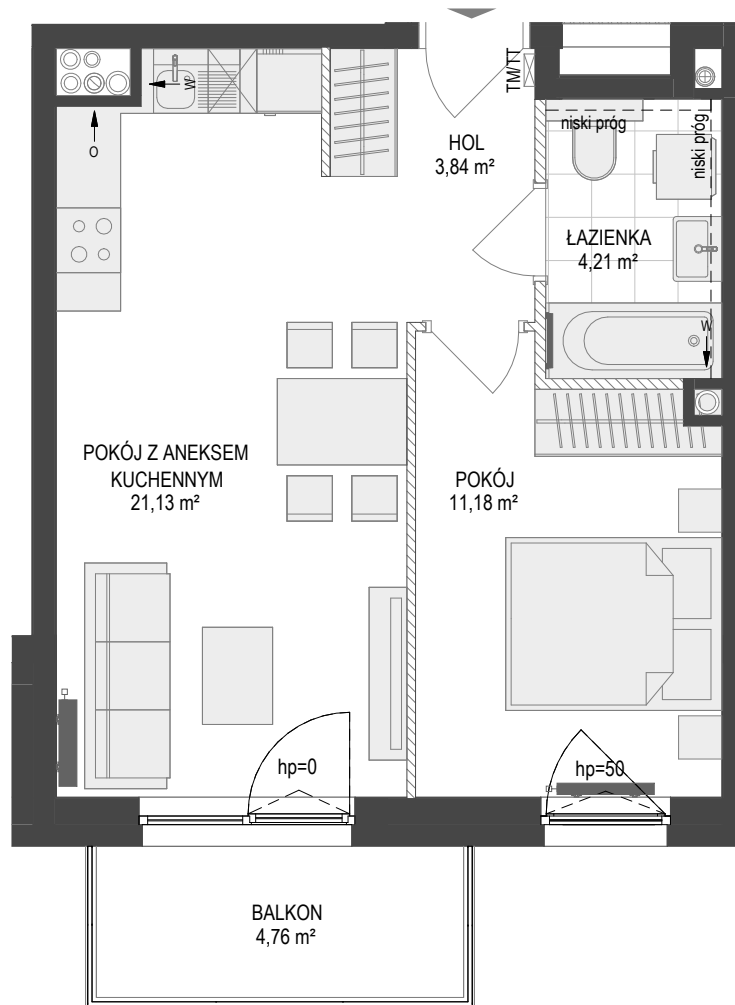 TM/TT
HOL
3,84 m²
niski próg
niski próg
W
O
ŁAZIENKA
4,21 m²
W
POKÓJ Z ANEKSEM
KUCHENNYM
21,13 m²
POKÓJ
11,18 m²
hp=0
hp=50
BALKON
4,76 m²